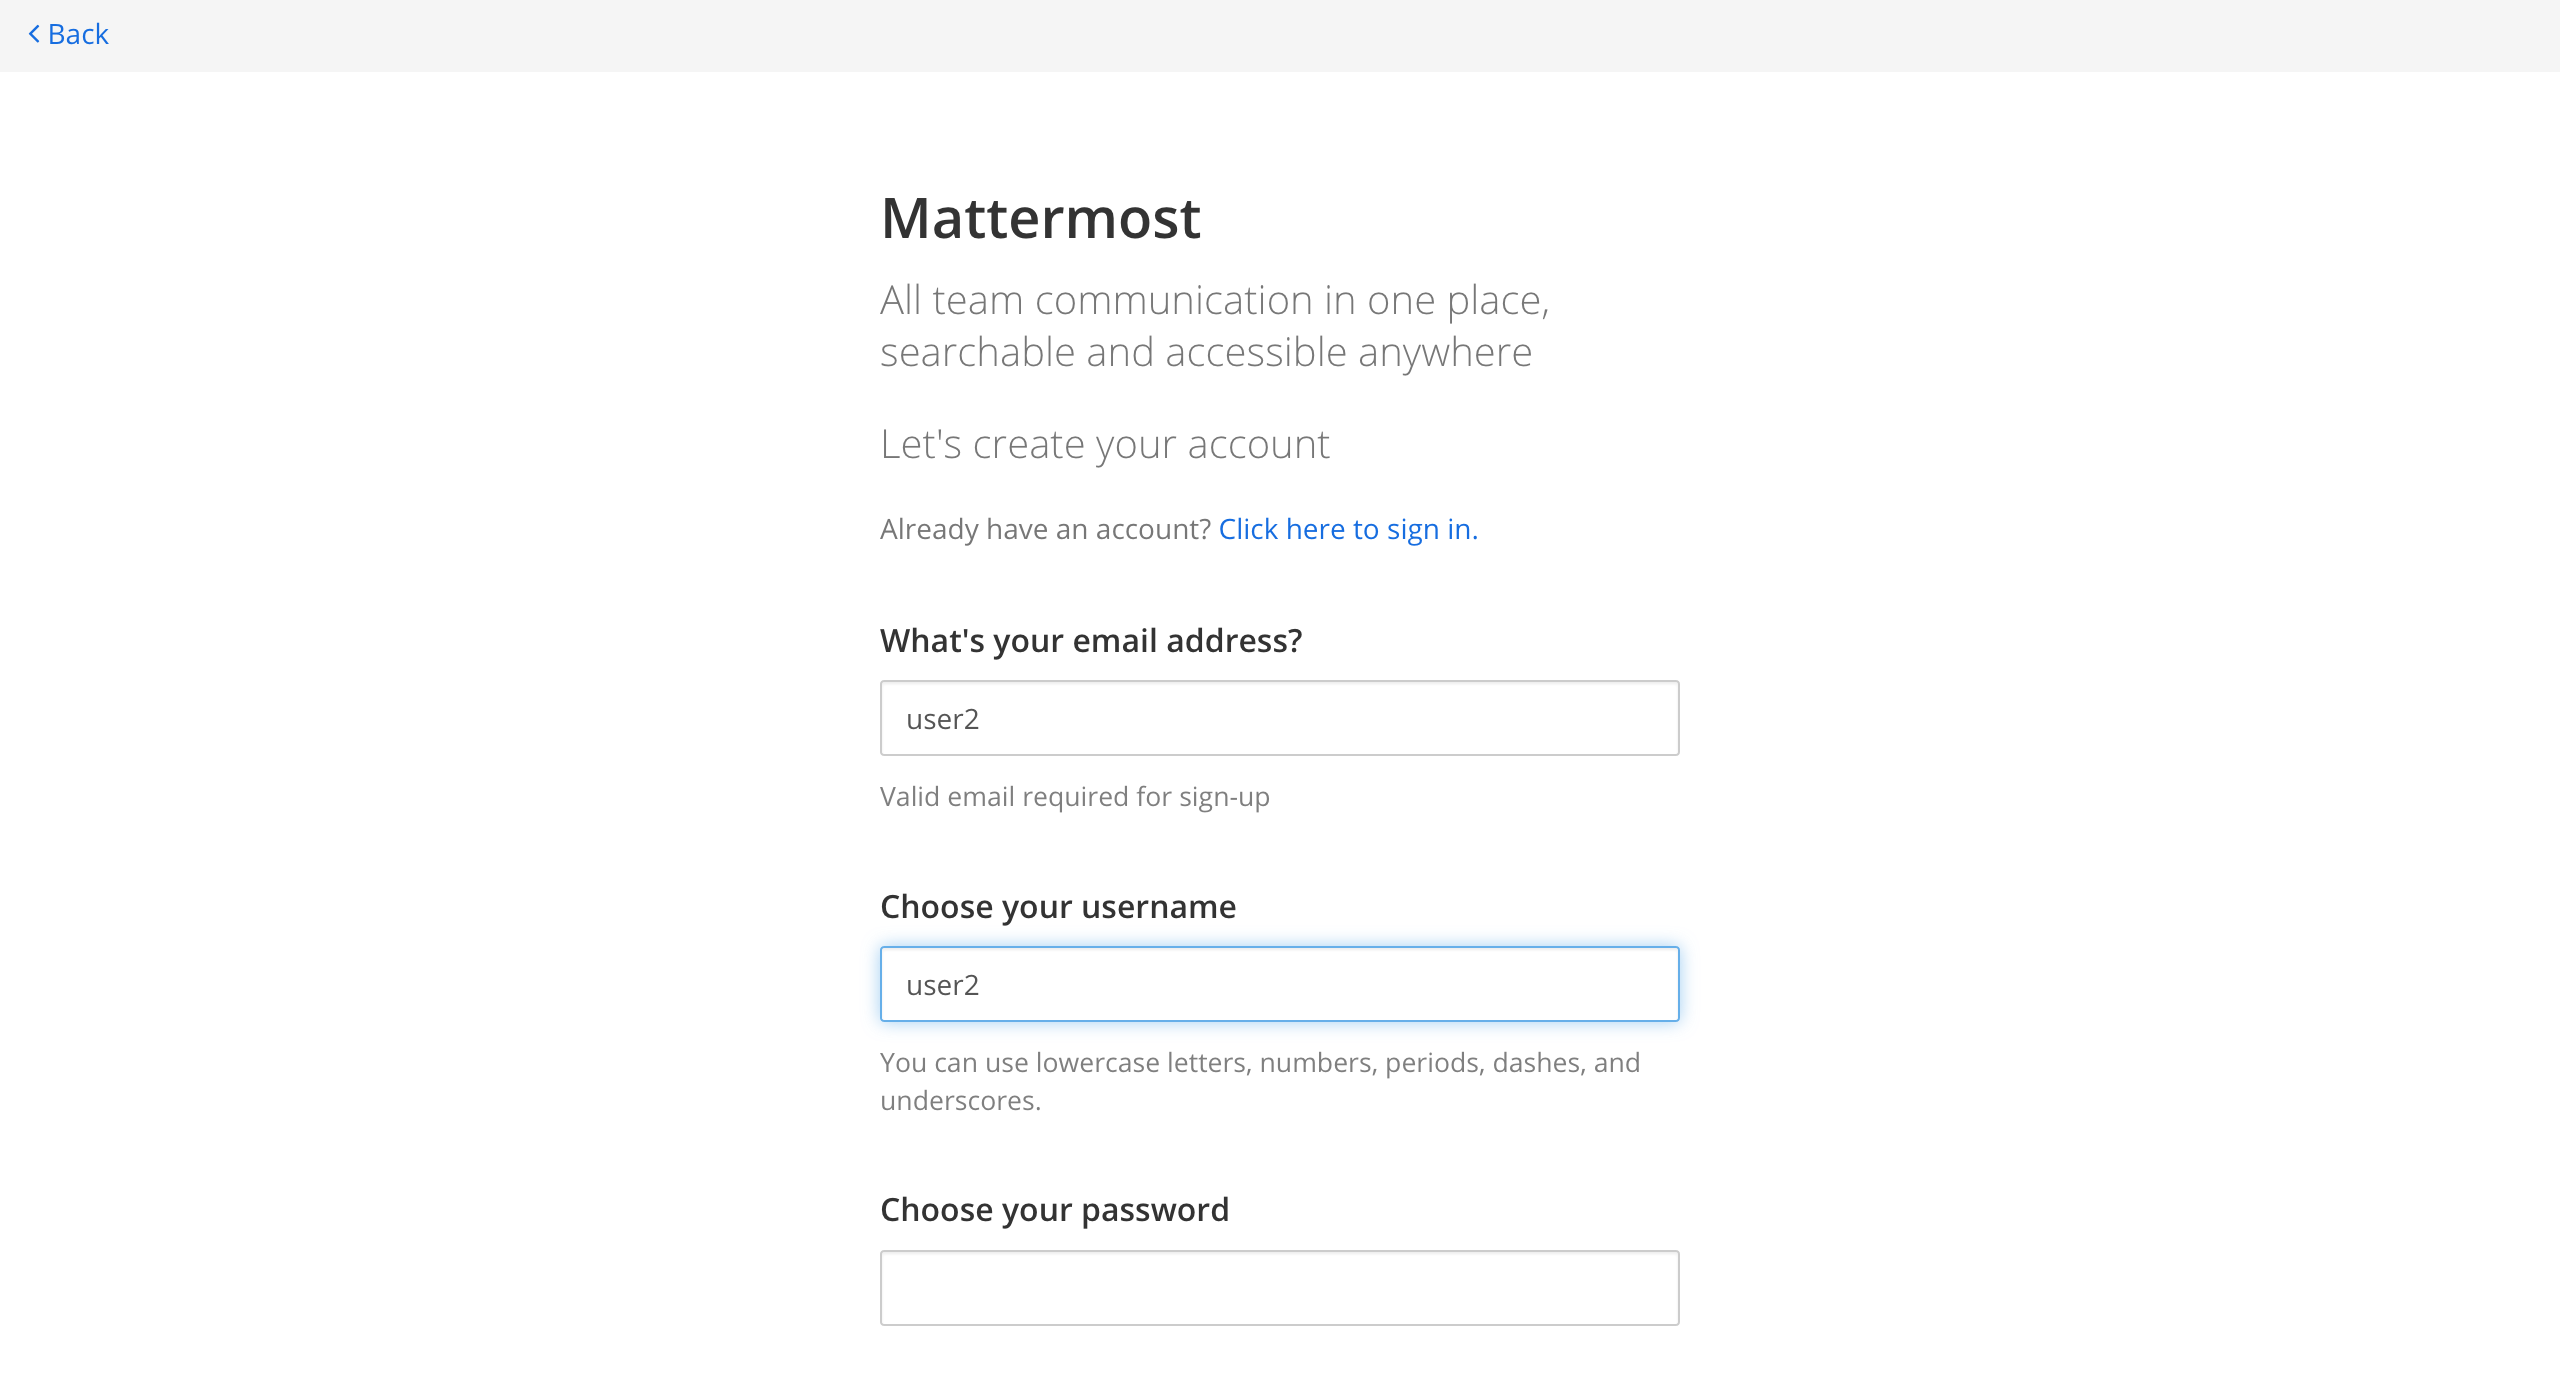 Back
Mattermost
All team communication in one place,
searchable and accessible anywhere
Let's create your account
Already have an account? Click here to sign in.
What's your email address?
user2
Valid email required for sign-up
Choose your username
user2
You can use lowercase letters, numbers, periods, dashes, and
underscores.
Choose your password